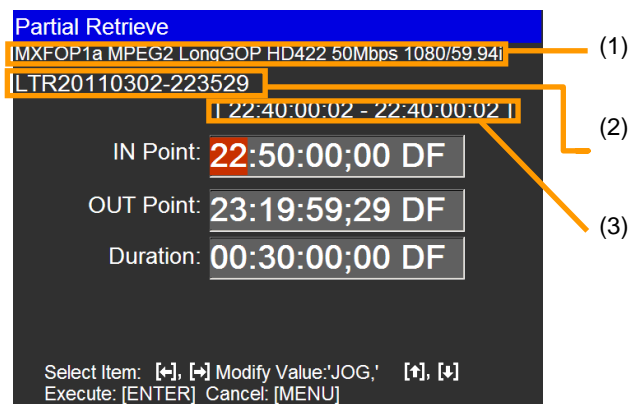 Partial Retrieve
MXFOP1a MPEG2 LongGOP HD422 50Mbps 1080/59.94i
(1)
LTR20110302-223529
[ 22:40:00:02 - 22:40:00:02 ]
(2)
IN Point: 22:50:00;00 DF
OUT Point: 23:19:59;29 DF
(3)
Duration: 00:30:00;00 DF
Select Item: [←], [→] Modify Value:'JOG,' [↑], [↓]
Execute: [ENTER] Cancel: [MENU]